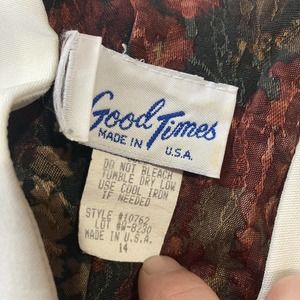 Good Times
MADE IN U.S.A.
DO NOT BLEACH
TUMBLE DRY LOW
USE COOL IRON
IF NEEDED
STYLE #10762
LOT #W-8230
MADE IN U.S.A.
14